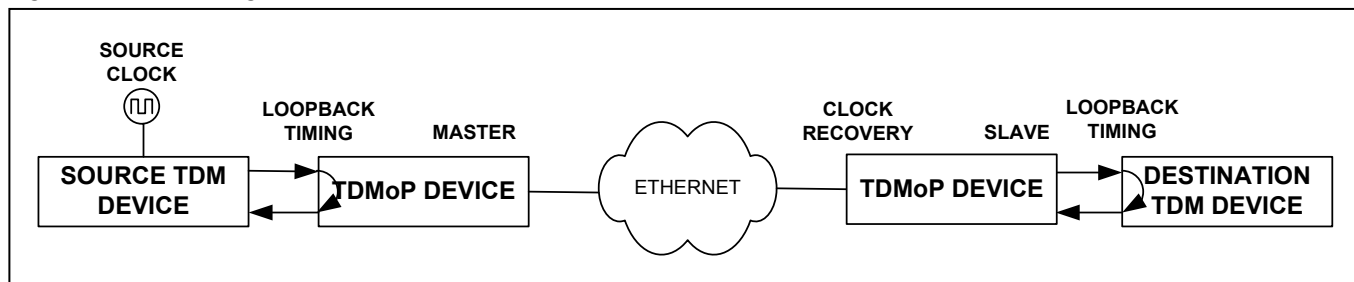 SOURCE
CLOCK
LOOPBACK
TIMING
MASTER
CLOCK
RECOVERY
SLAVE
LOOPBACK
TIMING
SOURCE TDM
DEVICE
TDMoP DEVICE
ETHERNET
TDMoP DEVICE
DESTINATION
TDM DEVICE